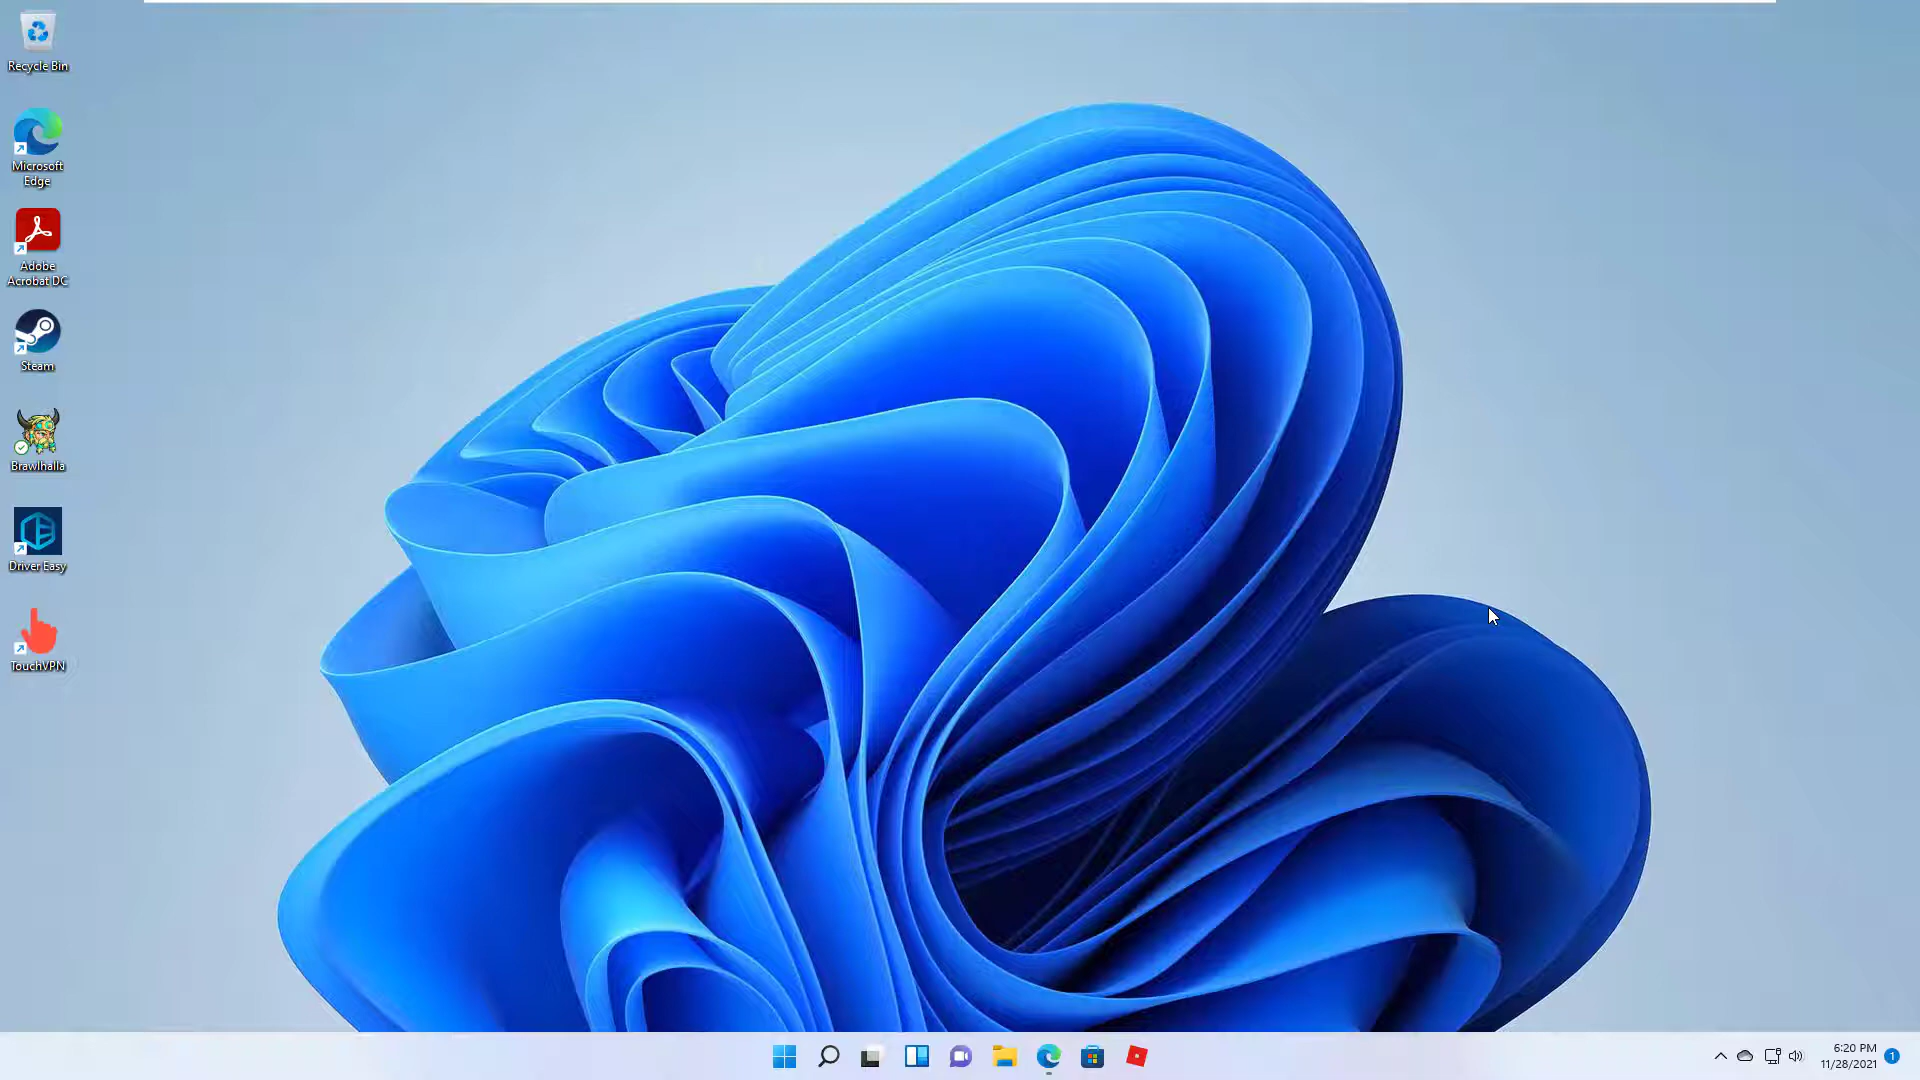 Recycle Bin
Microsoft
Edge
Adobe
Acrobat DC
Steam
Brawlhalla
Driver Easy
TouchVPN
6:20 PM
11/28/2021
1